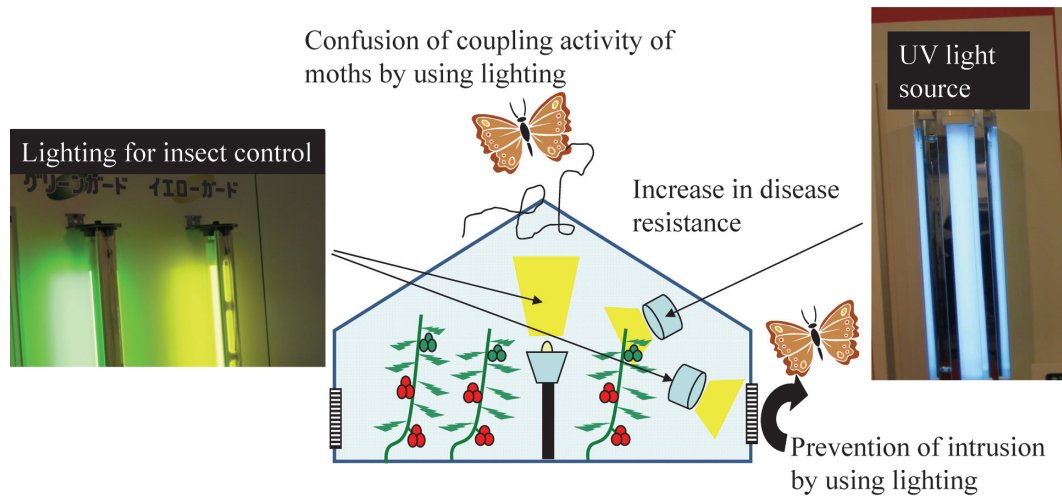 Confusion of coupling activity of
moths by using lighting
UV light
source
Lighting for insect control
グリーンガード イエローガード
Increase in disease
resistance
Prevention of intrusion
by using lighting